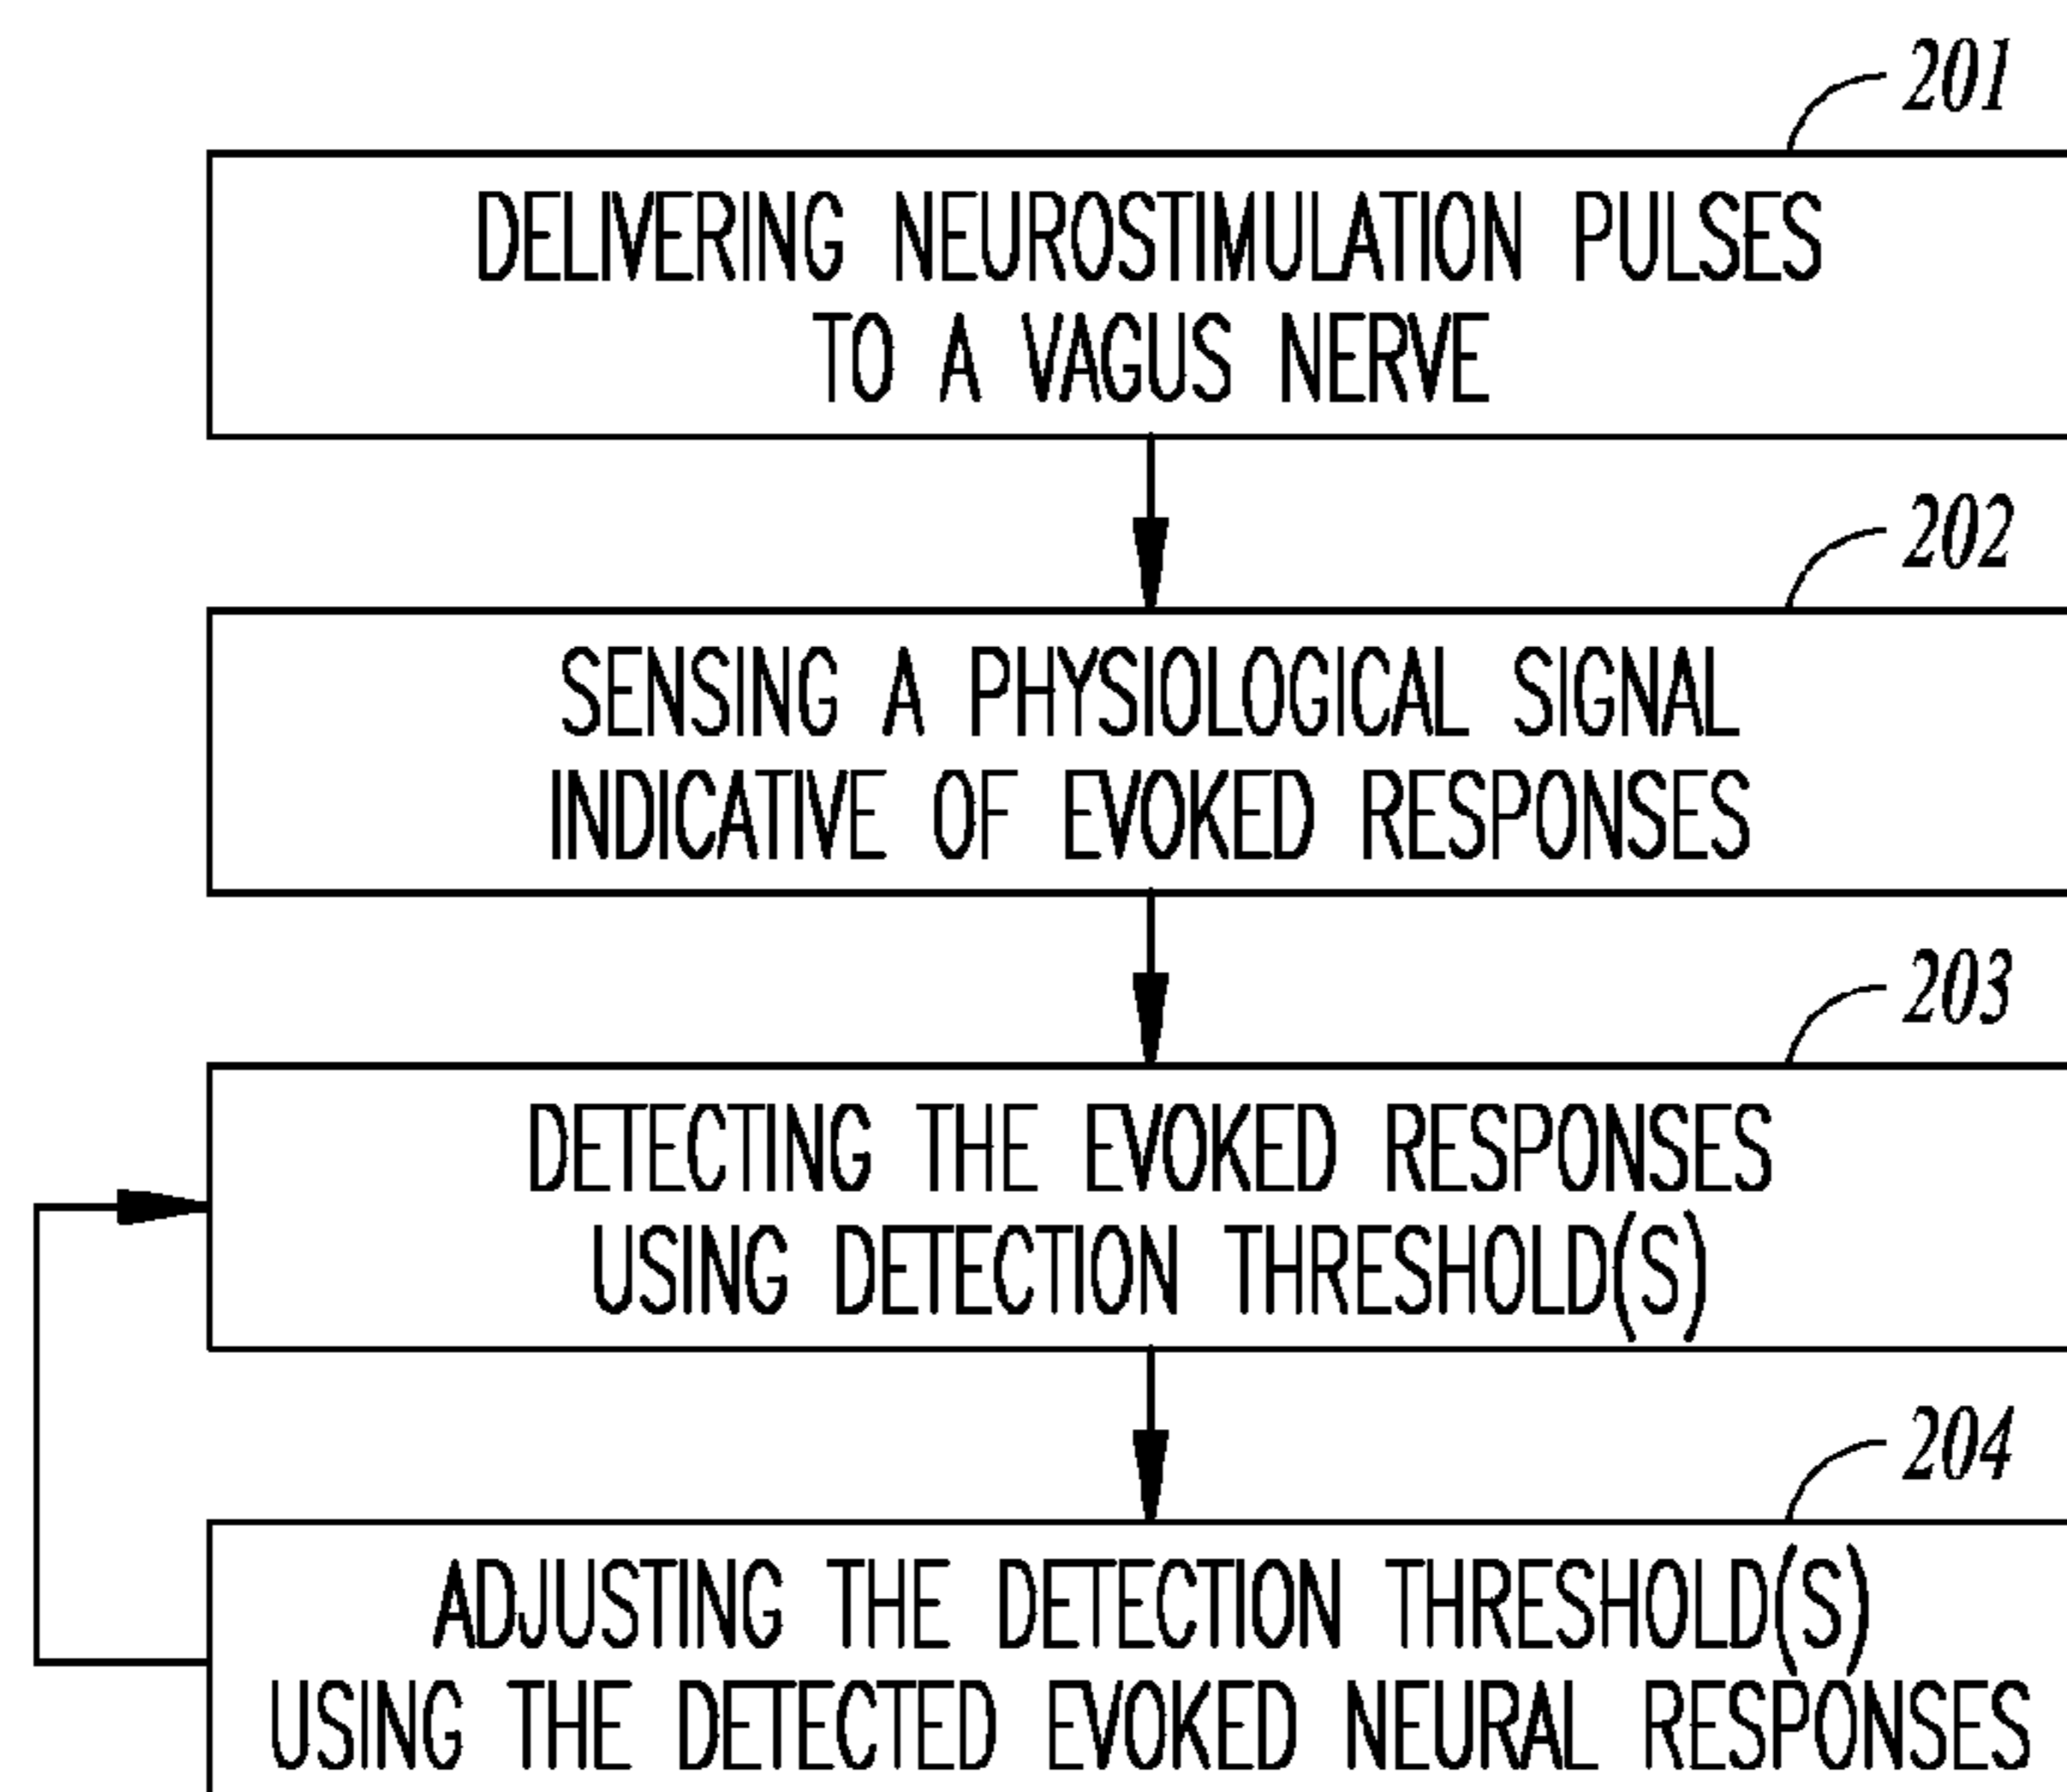 201
DELIVERING NEUROSTIMULATION PULSES
TO A VAGUS NERVE
202
SENSING A PHYSIOLOGICAL SIGNAL
INDICATIVE OF EVOKED RESPONSES
203
DETECTING THE EVOKED RESPONSES
USING DETECTION THRESHOLD(S)
204
ADJUSTING THE DETECTION THRESHOLD(S)
USING THE DETECTED EVOKED NEURAL RESPONSES